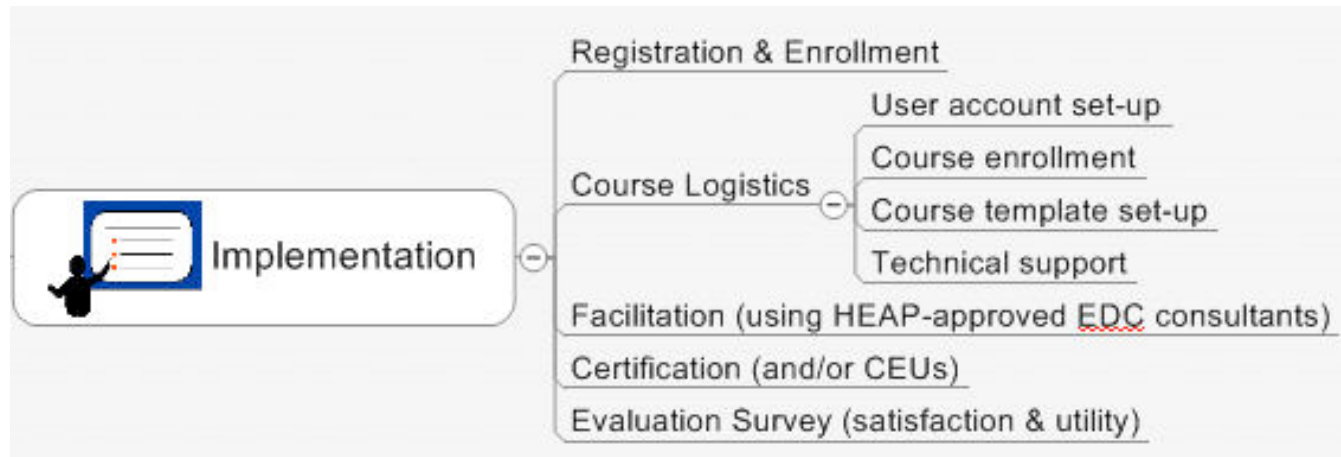 Implementation
Registration & Enrollment
Course Logistics
User account set-up
Course enrollment
Course template set-up
Technical support
Facilitation (using HEAP-approved EDC consultants)
Certification (and/or CEUs)
Evaluation Survey (satisfaction & utility)